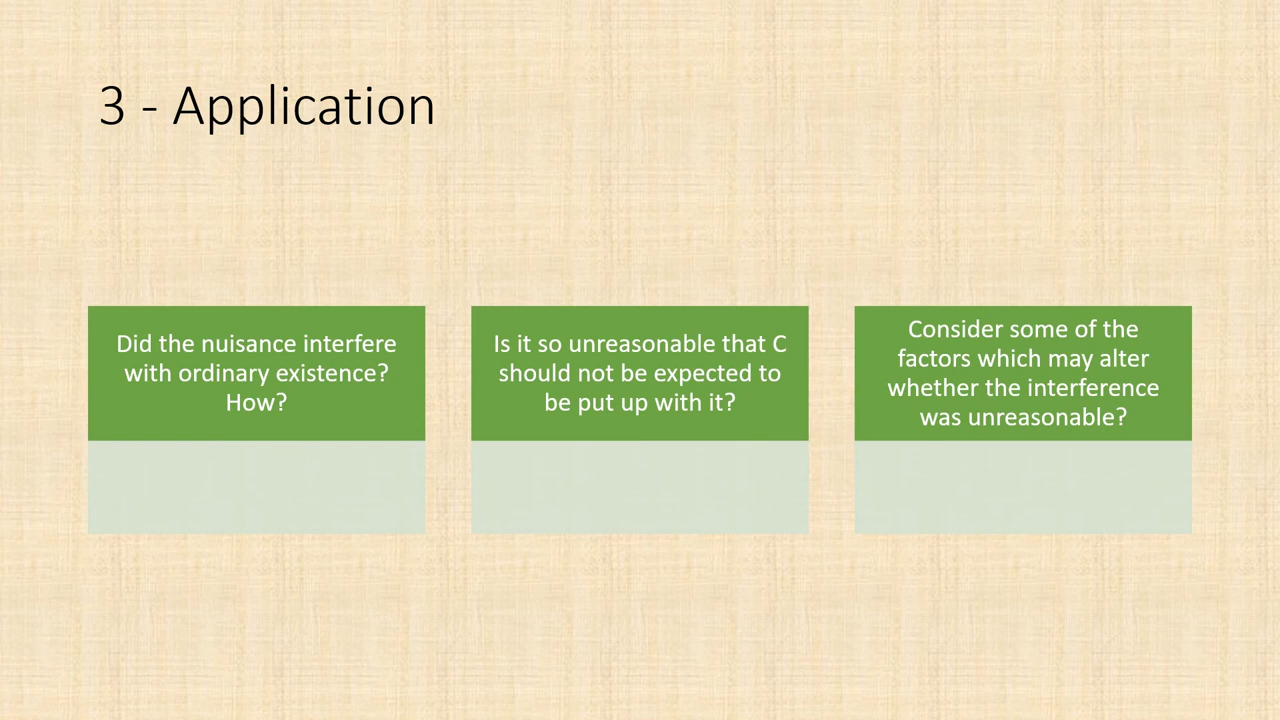 3 - Application
Did the nuisance interfere
with ordinary existence?
How?
Is it so unreasonable that C
should not be expected to
be put up with it?
Consider some of the
factors which may alter
whether the interference
was unreasonable?